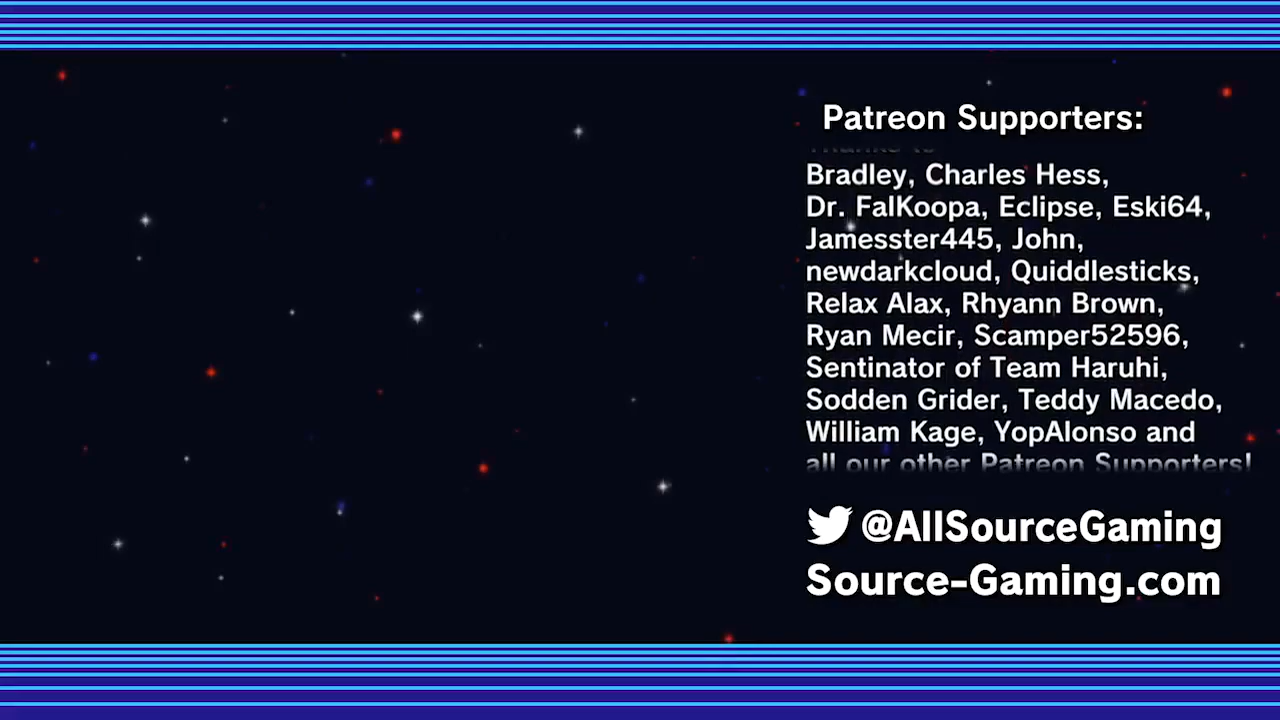 Patreon Supporters:
Thanks to
Bradley, Charles Hess,
Dr. FalKoopa, Eclipse, Eski64,
Jamesster445, John,
newdarkcloud, Quiddlesticks,
Relax Alax, Rhyann Brown,
Ryan Mecir, Scamper52596,
Sentinator of Team Haruhi,
Sodden Grider, Teddy Macedo,
William Kage, YopAlonso and
all our other Patreon Supporters!
@AllSourceGaming
Source-Gaming.com